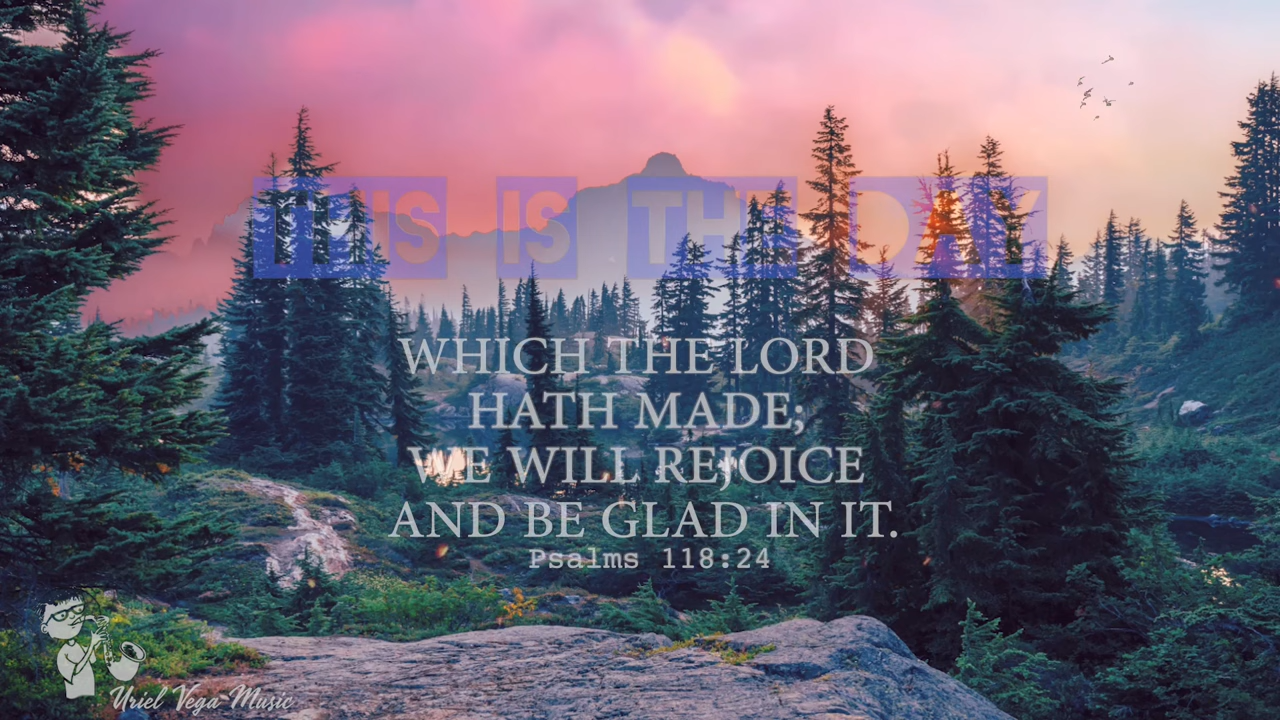 THIS IS THE DAY
WHICH THE LORD
HATH MADE;
WE WILL REJOICE
AND BE GLAD IN IT.
Psalms 118:24
Uriel Vega Music